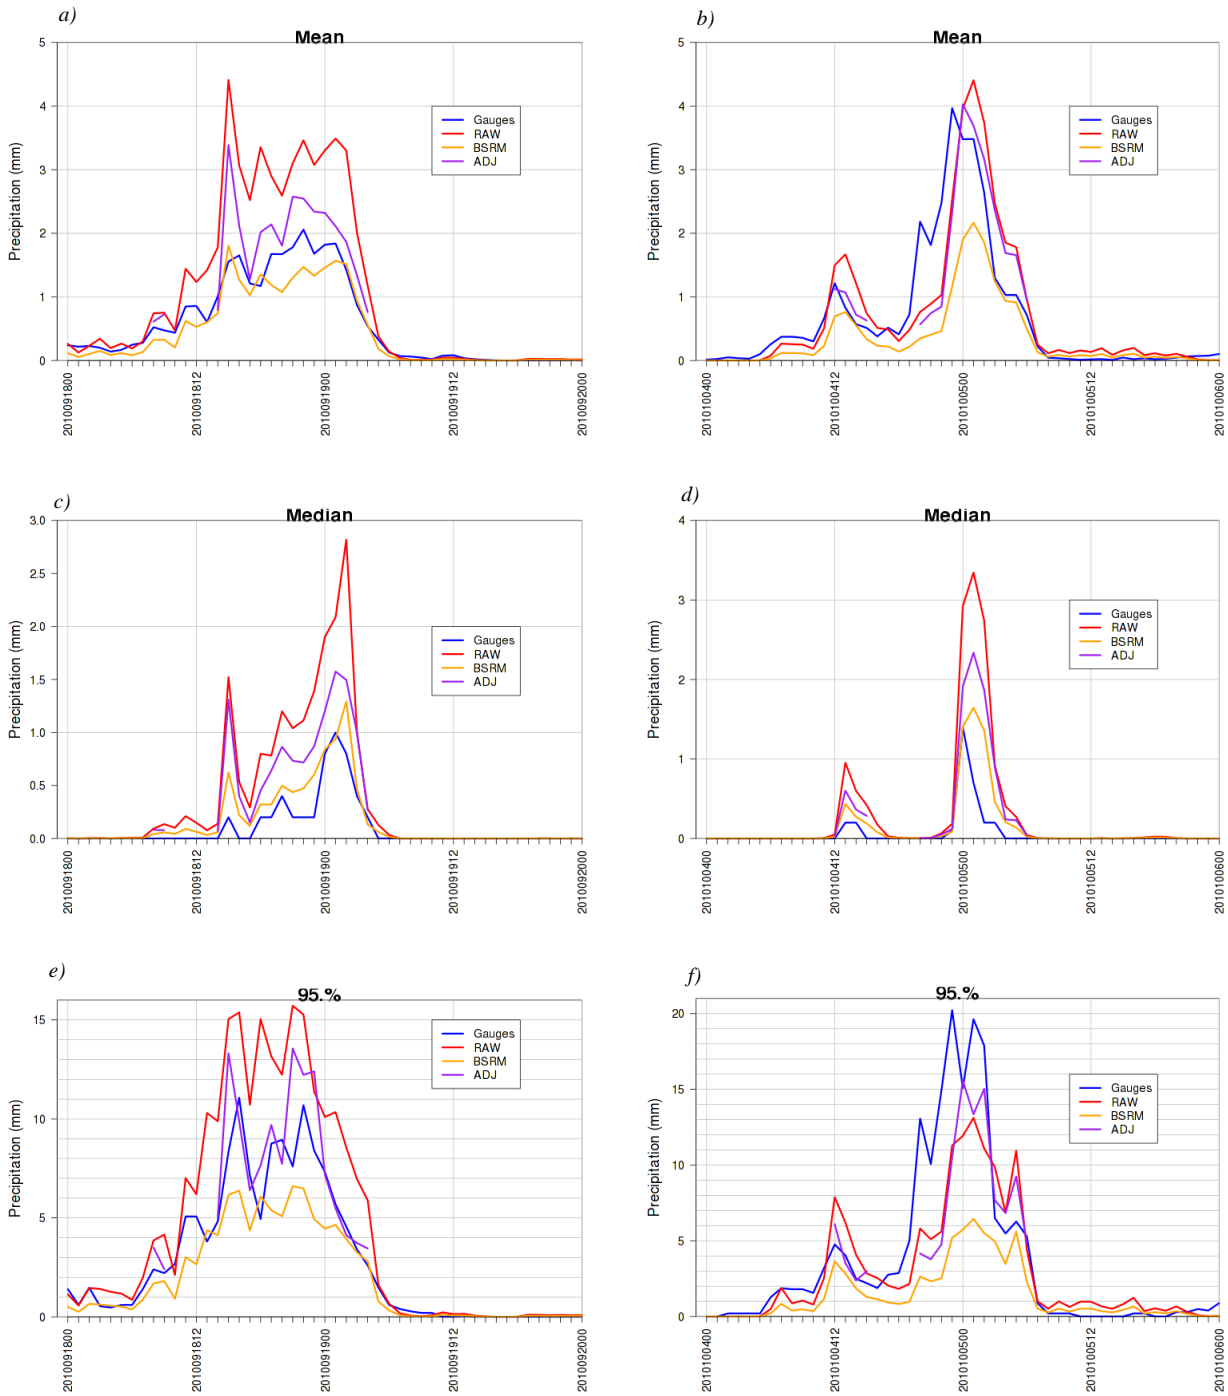 a)
Mean
5
4
3
2
1
0
Precipitation (mm)
Gauges
RAW
BSRM
ADJ
2010091800
2010091812
2010091900
2010091912
2010092000
b)
Mean
5
4
3
2
1
0
Precipitation (mm)
Gauges
RAW
BSRM
ADJ
2010100400
2010100412
2010100500
2010100512
2010100600
c)
Median
3.0
2.5
2.0
1.5
1.0
0.5
0.0
Precipitation (mm)
Gauges
RAW
BSRM
ADJ
2010091800
2010091812
2010091900
2010091912
2010092000
d)
Median
4
3
2
1
0
Precipitation (mm)
Gauges
RAW
BSRM
ADJ
2010100400
2010100412
2010100500
2010100512
2010100600
e)
95.%
15
10
5
0
Precipitation (mm)
Gauges
RAW
BSRM
ADJ
2010091800
2010091812
2010091900
2010091912
2010092000
f)
95.%
20
15
10
5
0
Precipitation (mm)
Gauges
RAW
BSRM
ADJ
2010100400
2010100412
2010100500
2010100512
2010100600